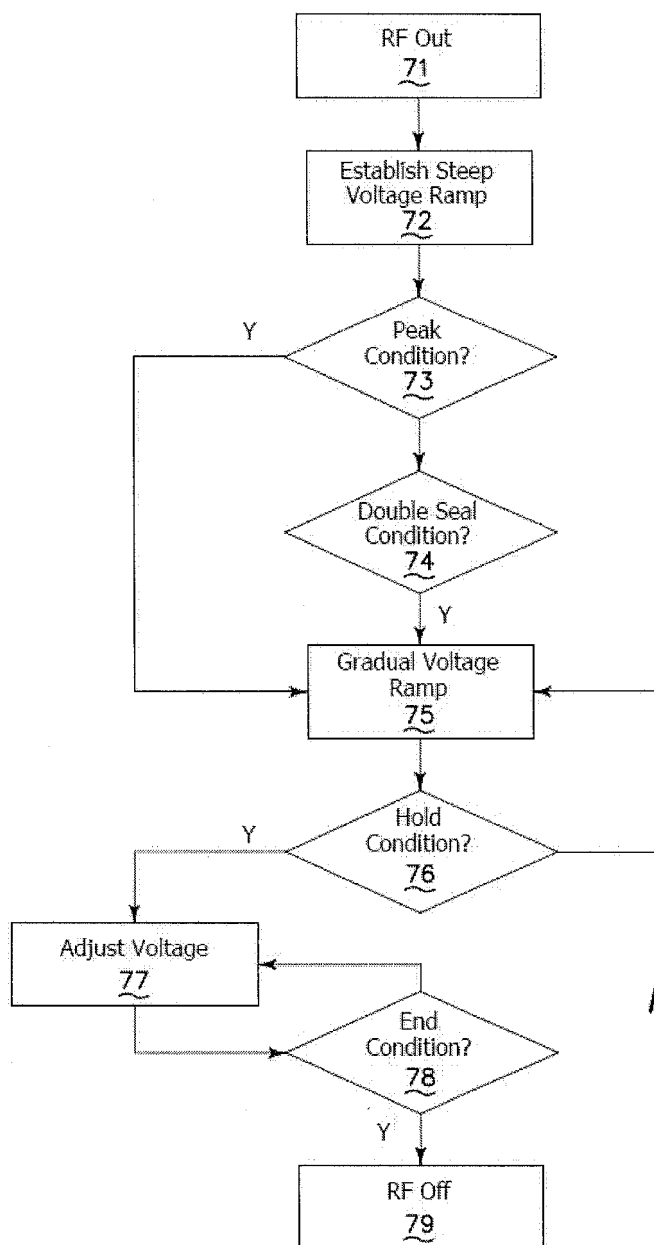 RF Out
71
Establish Steep
Voltage Ramp
72
Y
Peak
Condition?
73
Double Seal
Condition?
74
Y
Gradual Voltage
Ramp
75
Y
Hold
Condition?
76
Adjust Voltage
77
End
Condition?
78
Y
RF Off
79